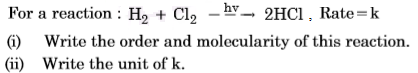 For a reaction : H₂ + Cl₂ —hv→ 2HCl , Rate = k
(i) Write the order and molecularity of this reaction.
(ii) Write the unit of k.